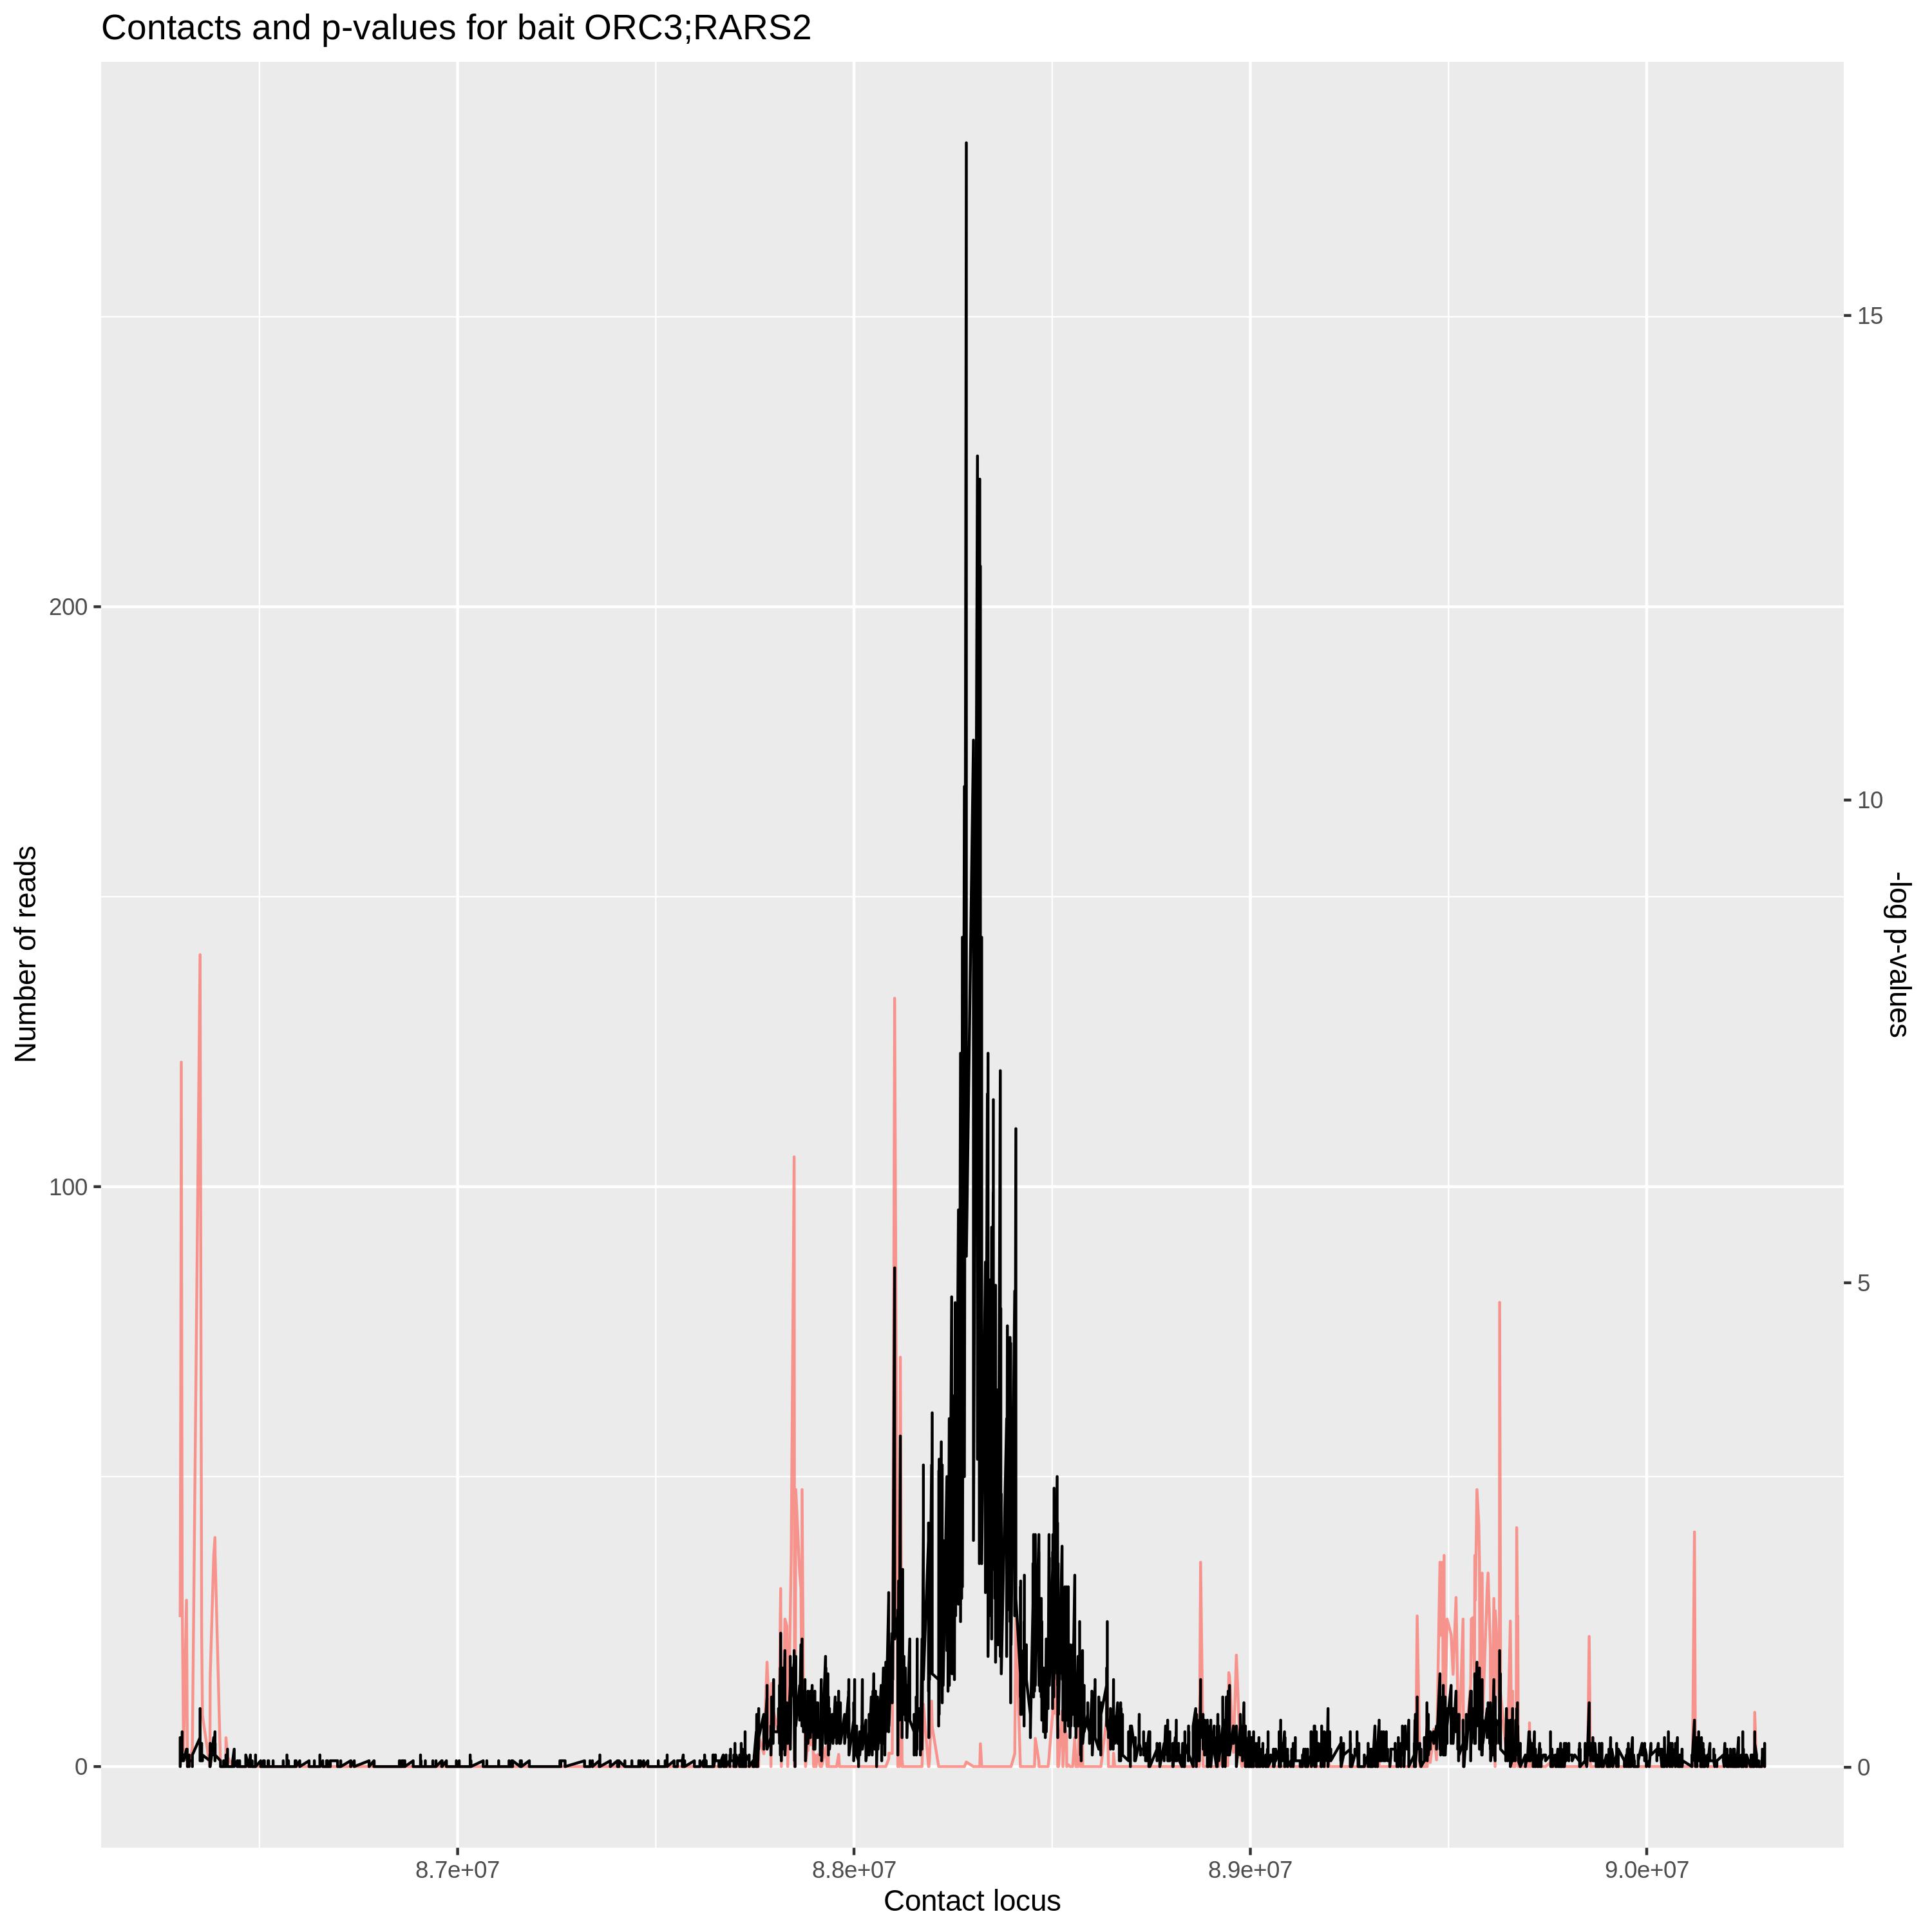 Contacts and p-values for bait ORC3;RARS2
Number of reads
200
100
0
15
10
5
0
-log p-values
8.7e+07 8.8e+07 8.9e+07 9.0e+07
Contact locus